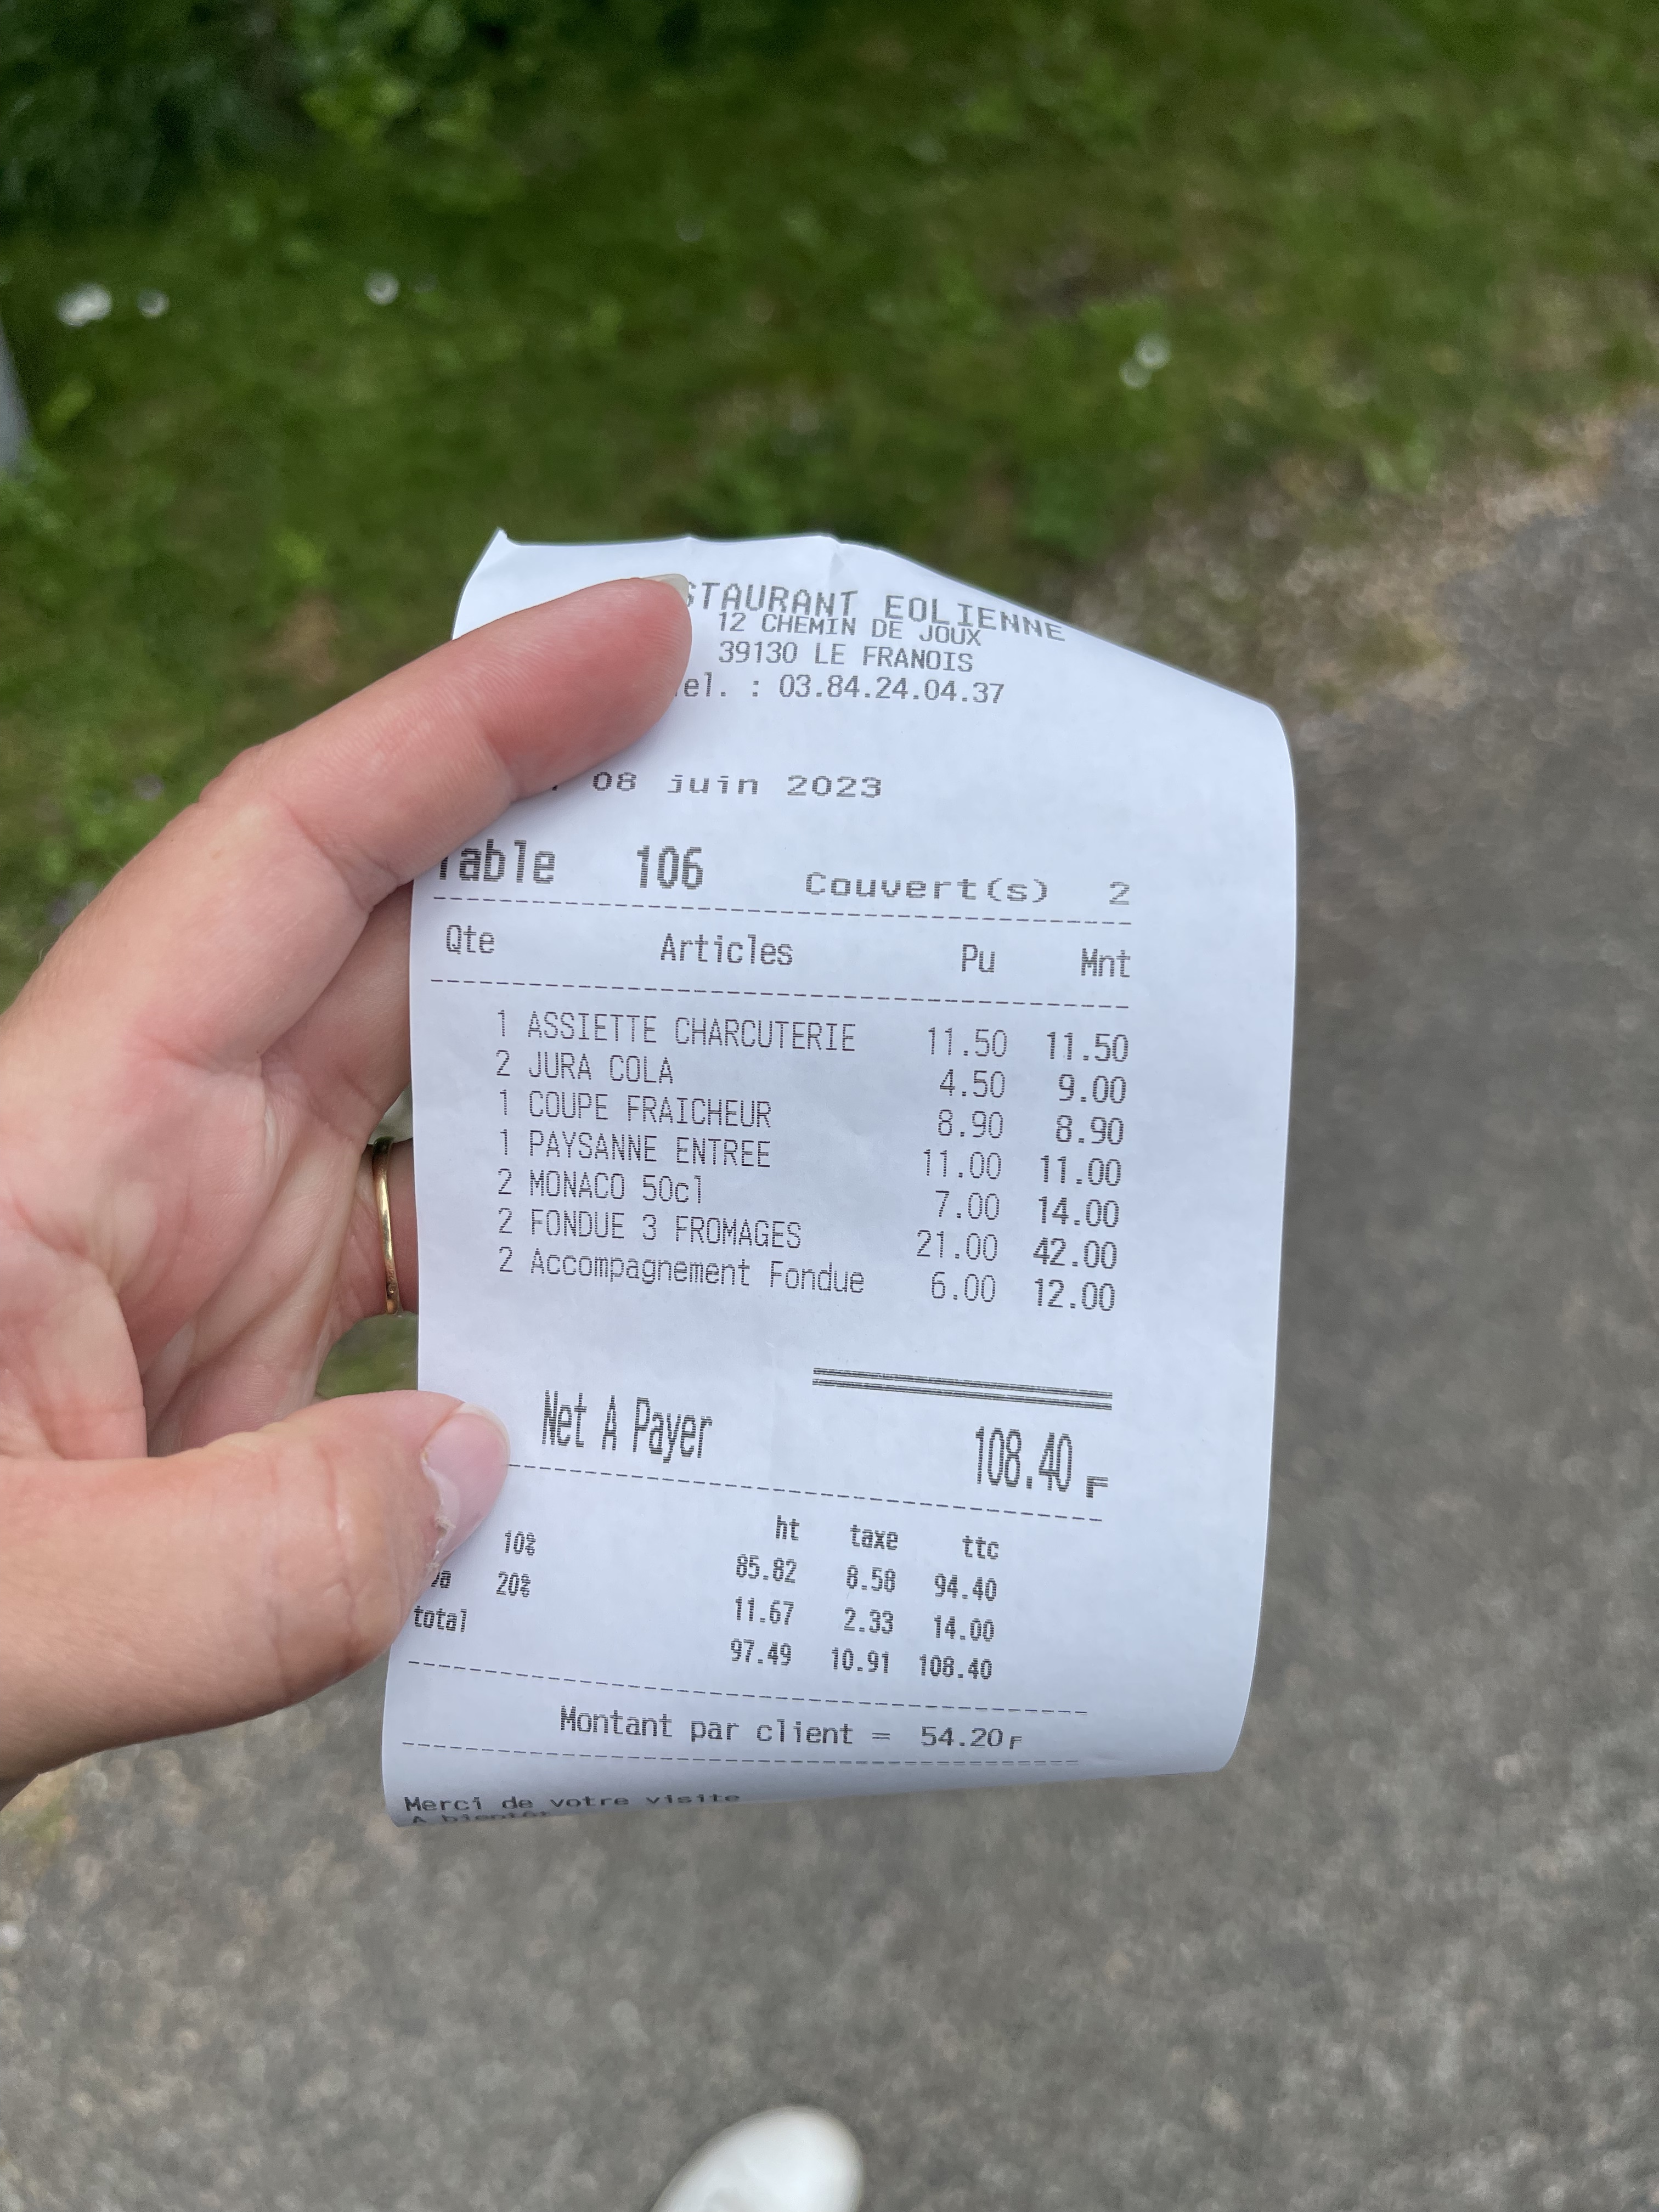 STAURANT EOLIENNE
12 CHEMIN DE JOUX
39130 LE FRANOIS
el. : 03.84.24.04.37
08 juin 2023
Table 106 Couvert(s) 2
Qte Articles Pu Mnt
1 ASSIETTE CHARCUTERIE 11.50 11.50
2 JURA COLA 4.50 9.00
1 COUPE FRAICHEUR 8.90 8.90
1 PAYSANNE ENTREE 11.00 11.00
2 MONACO 50cl 7.00 14.00
2 FONDUE 3 FROMAGES 21.00 42.00
2 Accompagnement Fondue 6.00 12.00
Net A Payer 108.40 F
ht taxe ttc
10% 85.82 8.58 94.40
20% 11.67 2.33 14.00
total 97.49 10.91 108.40
Montant par client = 54.20 F
Merci de votre visite
A bientôt